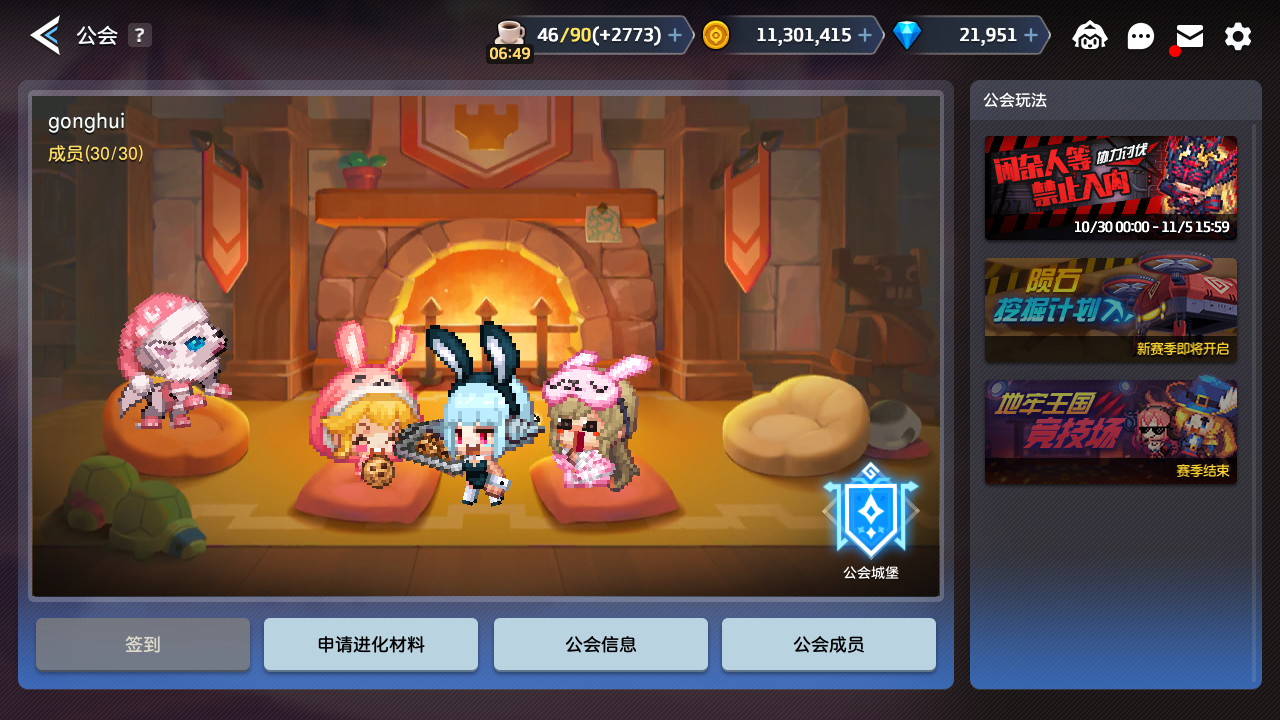 公会 ?
46/90(+2773) +
06:49
11,301,415 +
21,951 +
gonghui
成员(30/30)
公会城堡
签到
申请进化材料
公会信息
公会成员
公会玩法
闲杂人等 协力讨伐
禁止入内
10/30 00:00 - 11/5 15:59
陨石
挖掘计划
新赛季即将开启
地牢王国
竞技场
赛季结束